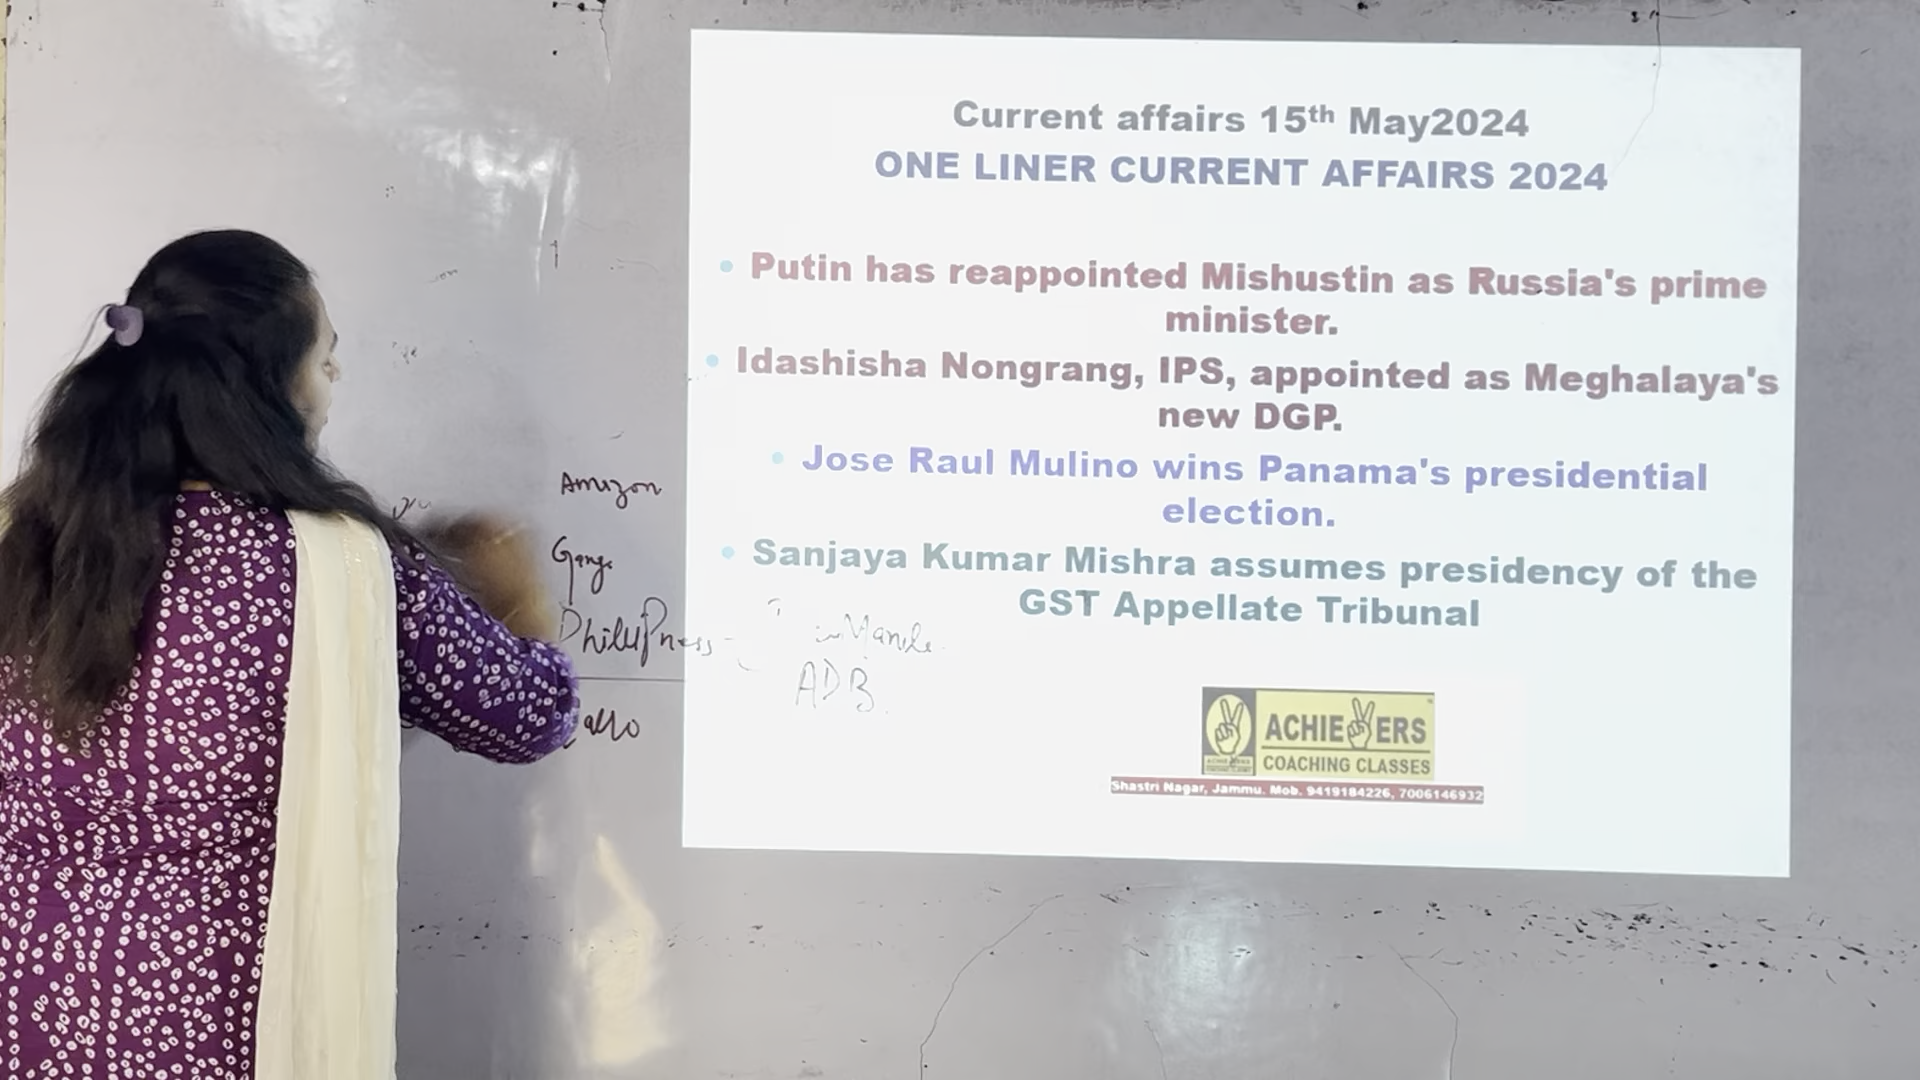 Current affairs 15th May2024
ONE LINER CURRENT AFFAIRS 2024
• Putin has reappointed Mishustin as Russia's prime
minister.
• Idashisha Nongrang, IPS, appointed as Meghalaya's
new DGP.
• Jose Raul Mulino wins Panama's presidential
election.
• Sanjaya Kumar Mishra assumes presidency of the
GST Appellate Tribunal
Amazon
ADB
ACHIEVERS
COACHING CLASSES
Shastri Nagar, Jammu. Mob. 9419184226, 7006146932